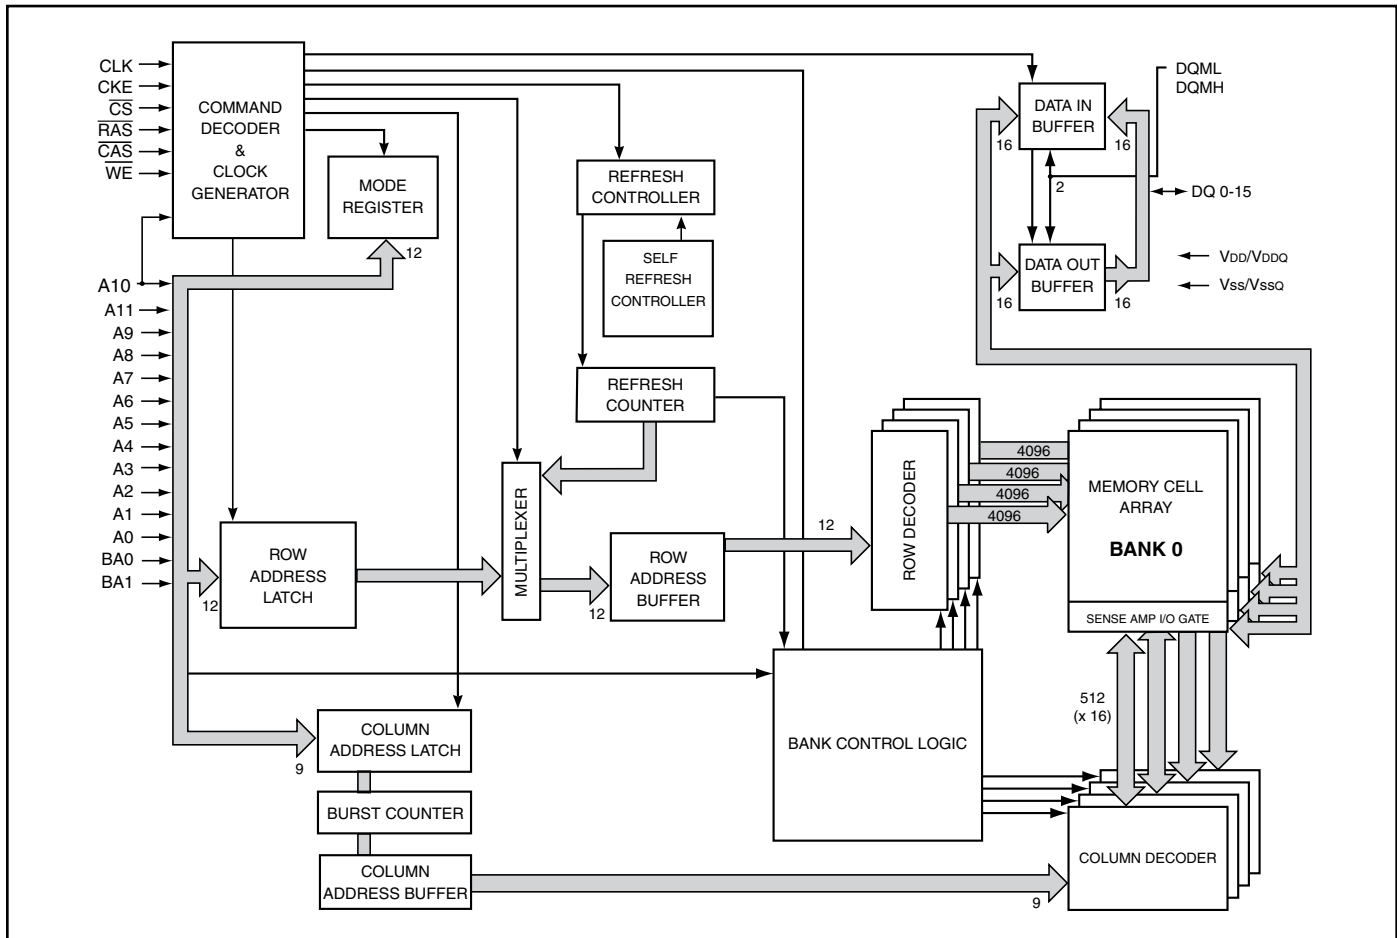 CLK
CKE
CS
RAS
CAS
WE
COMMAND
DECODER
&
CLOCK
GENERATOR
MODE
REGISTER
12
REFRESH
CONTROLLER
SELF
REFRESH
CONTROLLER
REFRESH
COUNTER
DATA IN
BUFFER
16
16
DQML
DQMH
2
DQ 0-15
DATA OUT
BUFFER
16
16
VDD/VDDQ
Vss/VssQ
A10
A11
A9
A8
A7
A6
A5
A4
A3
A2
A1
A0
BA0
BA1
12
ROW
ADDRESS
LATCH
MULTIPLEXER
12
ROW
ADDRESS
BUFFER
12
ROW DECODER
4096
4096
4096
4096
MEMORY CELL
ARRAY
BANK 0
SENSE AMP I/O GATE
512
(x 16)
BANK CONTROL LOGIC
9
COLUMN
ADDRESS LATCH
BURST COUNTER
COLUMN
ADDRESS BUFFER
9
COLUMN DECODER